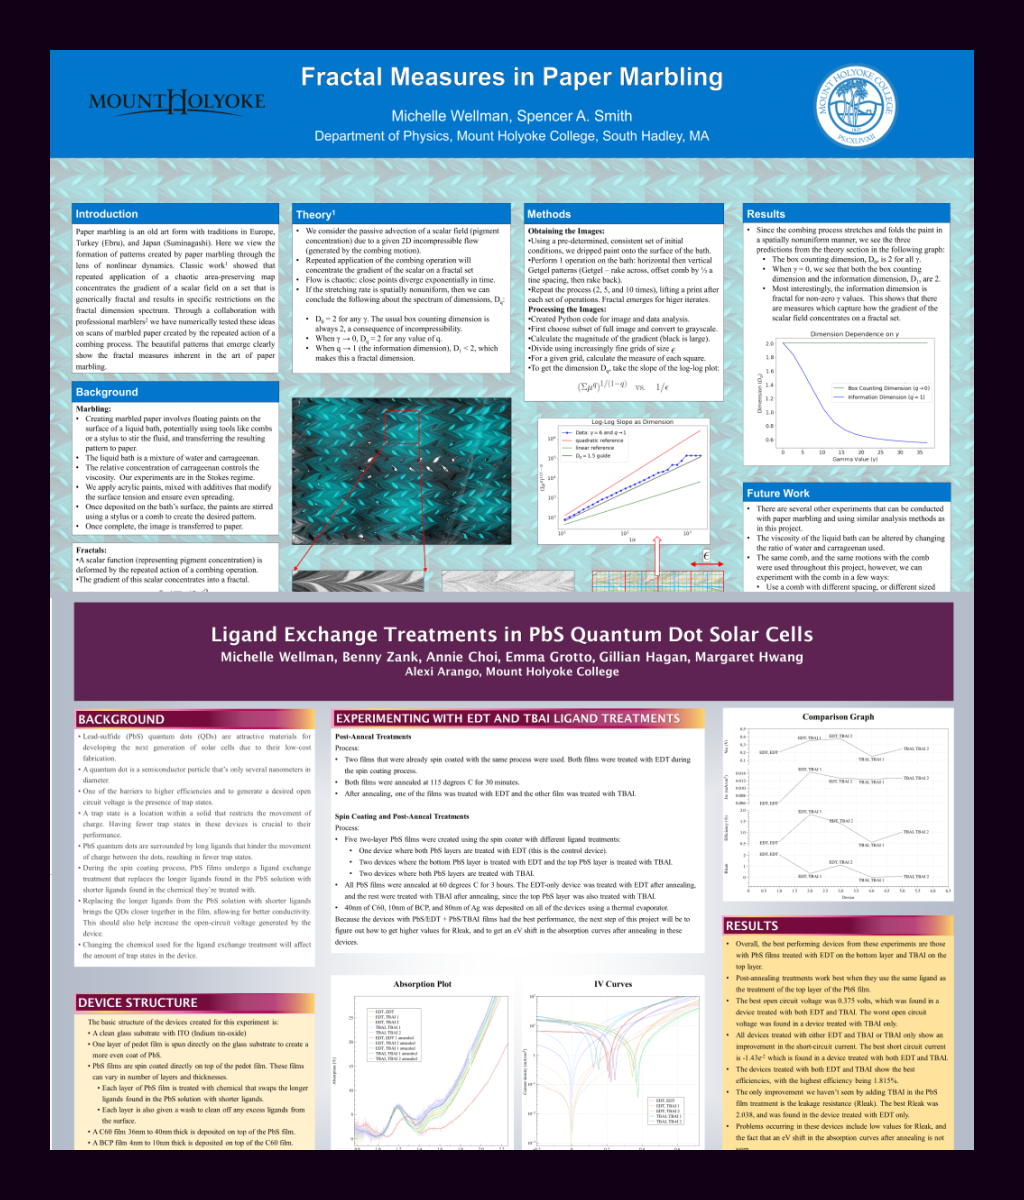 Fractal Measures in Paper Marbling
MOUNT HOLYOKE
Michelle Wellman, Spencer A. Smith
Department of Physics, Mount Holyoke College, South Hadley, MA
MOUNT HOLYOKE COLLEGE
Introduction
Paper marbling is an old art form with traditions in Europe,
Turkey (Ebru), and Japan (Suminagashi). Here we view the
formation of patterns created by paper marbling through the
lens of nonlinear dynamics. Classic work¹ showed that
repeated application of a chaotic area-preserving map
concentrates the gradient of a scalar field on a set that is
generically fractal and results in specific restrictions on the
fractal dimension spectrum. Through a collaboration with
professional marblers² we have numerically tested these ideas
on scans of marbled paper created by the repeated action of a
combing process. The beautiful patterns that emerge clearly
show the fractal measures inherent in the art of paper
marbling.
Background
Marbling:
• Creating marbled paper involves floating paints on the
surface of a liquid bath, potentially using tools like combs
or a stylus to stir the fluid, and transferring the resulting
pattern to paper.
• The liquid bath is a mixture of water and carrageenan.
• The relative concentration of carrageenan controls the
viscosity. Our experiments are in the Stokes regime.
• We apply acrylic paints, mixed with additives that modify
the surface tension and ensure even spreading.
• Once deposited on the bath's surface, the paints are stirred
using a stylus or a comb to create the desired pattern.
• Once complete, the image is transferred to paper.
Fractals:
•A scalar function (representing pigment concentration) is
deformed by the repeated action of a combing operation.
•The gradient of this scalar concentrates into a fractal.
Theory¹
• We consider the passive advection of a scalar field (pigment
concentration) due to a given 2D incompressible flow
(generated by the combing motion).
• Repeated application of the combing operation will
concentrate the gradient of the scalar on a fractal set
• Flow is chaotic: close points diverge exponentially in time.
• If the stretching rate is spatially nonuniform, then we can
conclude the following about the spectrum of dimensions, Dq:
• D₀ = 2 for any γ. The usual box counting dimension is
always 2, a consequence of incompressibility.
• When γ → 0, Dq = 2 for any value of q.
• When q → 1 (the information dimension), D₁ < 2, which
makes this a fractal dimension.
Methods
Obtaining the Images:
•Using a pre-determined, consistent set of initial
conditions, we dripped paint onto the surface of the bath.
•Perform 1 operation on the bath: horizontal then vertical
Getgel patterns (Getgel – rake across, offset comb by ½ a
tine spacing, then rake back).
•Repeat the process (2, 5, and 10 times), lifting a print after
each set of operations. Fractal emerges for higer iterates.
Processing the Images:
•Created Python code for image and data analysis.
•First choose subset of full image and convert to grayscale.
•Calculate the magnitude of the gradient (black is large).
•Divide using increasingly fine grids of size ϵ
•For a given grid, calculate the measure of each square.
•To get the dimension Dq, take the slope of the log-log plot:
(Σμ^q)^1/(1−q) vs. 1/ϵ
Log-Log Slope as Dimension
Data: γ = 6 and q→1
quadratic reference
linear reference
D₀ = 1.5 guide
1/ε
ϵ
Results
• Since the combing process stretches and folds the paint in
a spatially nonuniform manner, we see the three
predictions from the theory section in the following graph:
• The box counting dimension, D₀, is 2 for all γ.
• When γ = 0, we see that both the box counting
dimension and the information dimension, D₁, are 2.
• Most interestingly, the information dimension is
fractal for non-zero γ values. This shows that there
are measures which capture how the gradient of the
scalar field concentrates on a fractal set.
Dimension Dependence on γ
Dimension (Dq)
2.0
1.8
1.6
1.4
1.2
1.0
0.8
0.6
Box Counting Dimension (q→0)
Information Dimension (q→1)
0 5 10 15 20 25 30 35
Gamma Value (γ)
Future Work
• There are several other experiments that can be conducted
with paper marbling and using similar analysis methods as
in this project.
• The viscosity of the liquid bath can be altered by changing
the ratio of water and carrageenan used.
• The same comb, and the same motions with the comb
were used throughout this project, however, we can
experiment with the comb in a few ways:
• Use a comb with different spacing, or different sized
Ligand Exchange Treatments in PbS Quantum Dot Solar Cells
Michelle Wellman, Benny Zank, Annie Choi, Emma Grotto, Gillian Hagan, Margaret Hwang
Alexi Arango, Mount Holyoke College
BACKGROUND
• Lead-sulfide (PbS) quantum dots (QDs) are attractive materials for
developing the next generation of solar cells due to their low-cost
fabrication.
• A quantum dot is a semiconductor particle that's only several nanometers in
diameter.
• One of the barriers to higher efficiencies and to generate a desired open
circuit voltage is the presence of trap states.
• A trap state is a location within a solid that restricts the movement of
charge. Having fewer trap states in these devices is crucial to their
performance.
• PbS quantum dots are surrounded by long ligands that hinder the movement
of charge between the dots, resulting in fewer trap states.
• During the spin coating process, PbS films undergo a ligand exchange
treatment that replaces the longer ligands found in the PbS solution with
shorter ligands found in the chemical they're treated with.
• Replacing the longer ligands from the PbS solution with shorter ligands
brings the QDs closer together in the film, allowing for better conductivity.
This should also help increase the open-circuit voltage generated by the
device.
• Changing the chemical used for the ligand exchange treatment will affect
the amount of trap states in the device.
DEVICE STRUCTURE
The basic structure of the devices created for this experiment is:
• A clean glass substrate with ITO (Indium tin-oxide)
• One layer of pedot film is spun directly on the glass substrate to create a
more even coat of PbS.
• PbS films are spin coated directly on top of the pedot film. These films
can vary in number of layers and thicknesses.
• Each layer of PbS film is treated with chemical that swaps the longer
ligands found in the PbS solution with shorter ligands.
• Each layer is also given a wash to clean off any excess ligands from
the surface.
• A C60 film 36nm to 40nm thick is deposited on top of the PbS film.
• A BCP film 4nm to 10nm thick is deposited on top of the C60 film.
EXPERIMENTING WITH EDT AND TBAI LIGAND TREATMENTS
Post-Anneal Treatments
Process:
• Two films that were already spin coated with the same process were used. Both films were treated with EDT during
the spin coating process.
• Both films were annealed at 115 degrees C for 30 minutes.
• After annealing, one of the films was treated with EDT and the other film was treated with TBAI.
Spin Coating and Post-Anneal Treatments
Process:
• Five two-layer PbS films were created using the spin coater with different ligand treatments:
• One device where both PbS layers are treated with EDT (this is the control device).
• Two devices where the bottom PbS layer is treated with EDT and the top PbS layer is treated with TBAI.
• Two devices where both PbS layers are treated with TBAI.
• All PbS films were annealed at 60 degrees C for 3 hours. The EDT-only device was treated with EDT after annealing,
and the rest were treated with TBAI after annealing, since the top PbS layer was also treated with TBAI.
• 40nm of C60, 10nm of BCP, and 80nm of Ag was deposited on all of the devices using a thermal evaporator.
Because the devices with PbS/EDT + PbS/TBAI films had the best performance, the next step of this project will be to
figure out how to get higher values for Rleak, and to get an eV shift in the absorption curves after annealing in these
devices.
Absorption Plot
IV Curves
Comparison Graph
Device
RESULTS
• Overall, the best performing devices from these experiments are those
with PbS films treated with EDT on the bottom layer and TBAI on the
top layer.
• Post-annealing treatments work best when they use the same ligand as
the treatment of the top layer of the PbS film.
• The best open circuit voltage was 0.375 volts, which was found in a
device treated with both EDT and TBAI. The worst open circuit
voltage was found in a device treated with TBAI only.
• All devices treated with either EDT and TBAI or TBAI only show an
improvement in the short-circuit current. The best short circuit current
is -1.43e⁻² which is found in a device treated with both EDT and TBAI.
• The devices treated with both EDT and TBAI show the best
efficiencies, with the highest efficiency being 1.815%.
• The only improvement we haven't seen by adding TBAI in the PbS
film treatment is the leakage resistance (Rleak). The best Rleak was
2.038, and was found in the device treated with EDT only.
• Problems occurring in these devices include low values for Rleak, and
the fact that an eV shift in the absorption curves after annealing is not